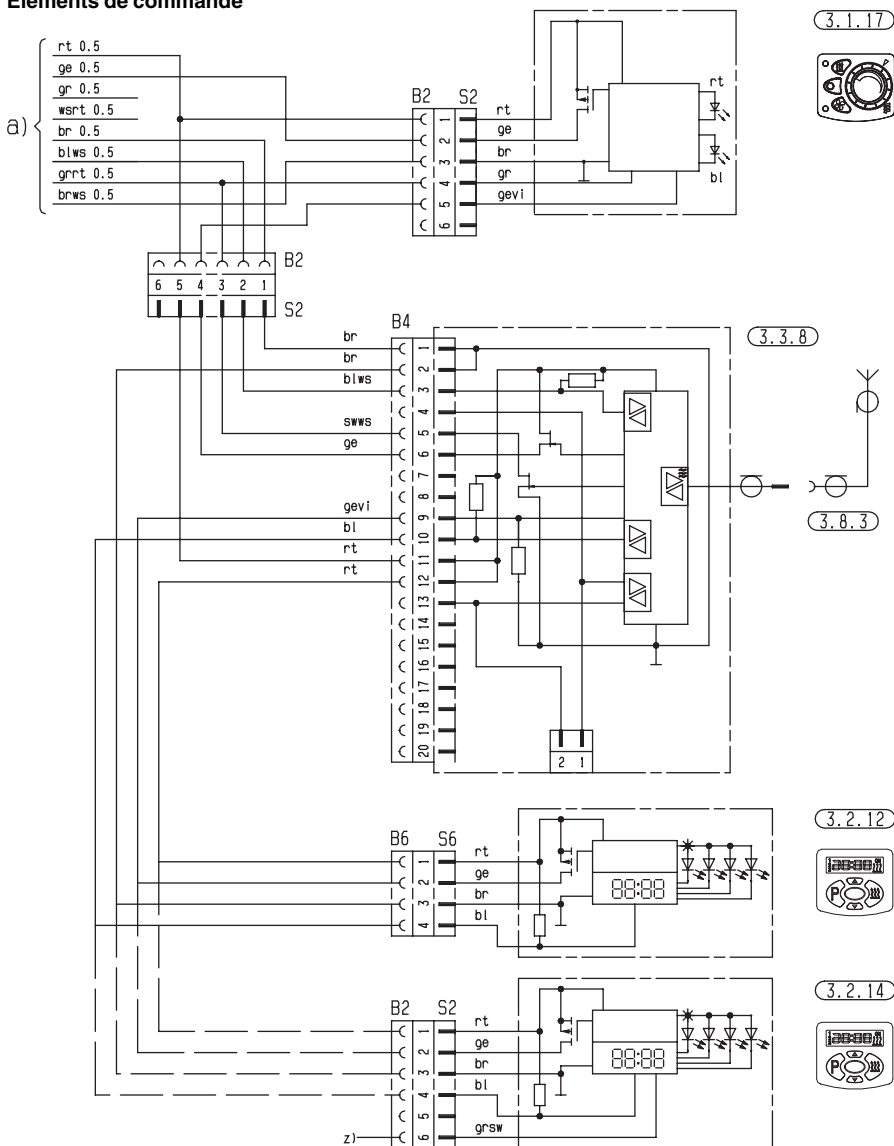 Eléments de commande
3.1.17
a)
rt 0.5
ge 0.5
gr 0.5
wsrt 0.5
br 0.5
blws 0.5
grrt 0.5
brws 0.5
B2 S2
1
2
3
4
5
6
rt
ge
br
gr
gevi
rt
bl
B2
6 5 4 3 2 1
S2
B4
3.3.8
br
br
blws
swws
ge
gevi
bl
rt
rt
1
2
3
4
5
6
7
8
9
10
11
12
13
14
15
16
17
18
19
20
2 1
3.8.3
3.2.12
B6 S6
1
2
3
4
rt
ge
br
bl
88:88
88:88
P
3.2.14
B2 S2
1
2
3
4
5
6
rt
ge
br
bl
grsw
88:88
88:88
P
z)